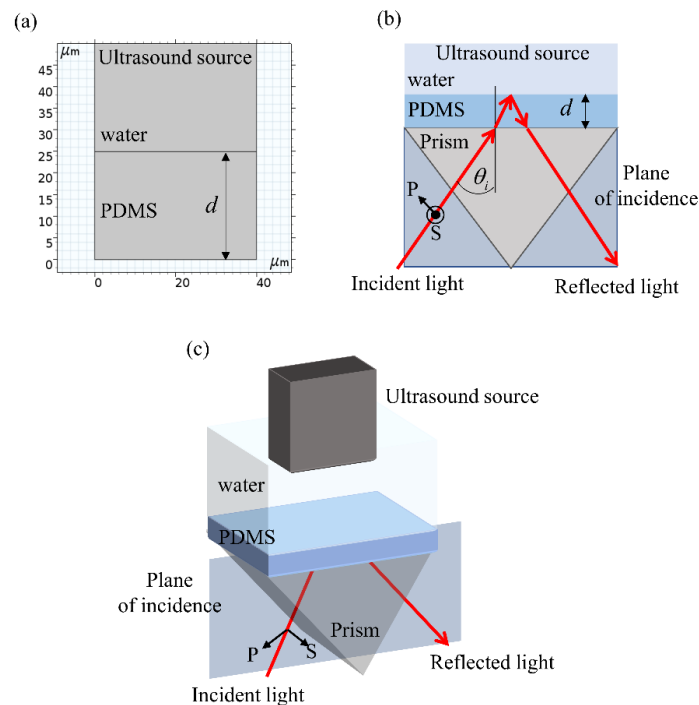 (a)
μm
45
40
35
30
25
20
15
10
5
0
Ultrasound source
water
PDMS
d
0
20
40
μm
(b)
Ultrasound source
water
PDMS
d
Prism
θi
P
S
Plane
of incidence
Incident light
Reflected light
(c)
Ultrasound source
water
PDMS
Plane
of incidence
P
S
Prism
Reflected light
Incident light